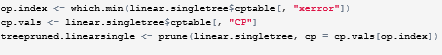 op.index <- which.min(linear.singletree$cptable[, "xerror"])
cp.vals <- linear.singletree$cptable[, "CP"]
treepruned.linearsingle <- prune(linear.singletree, cp = cp.vals[op.index])